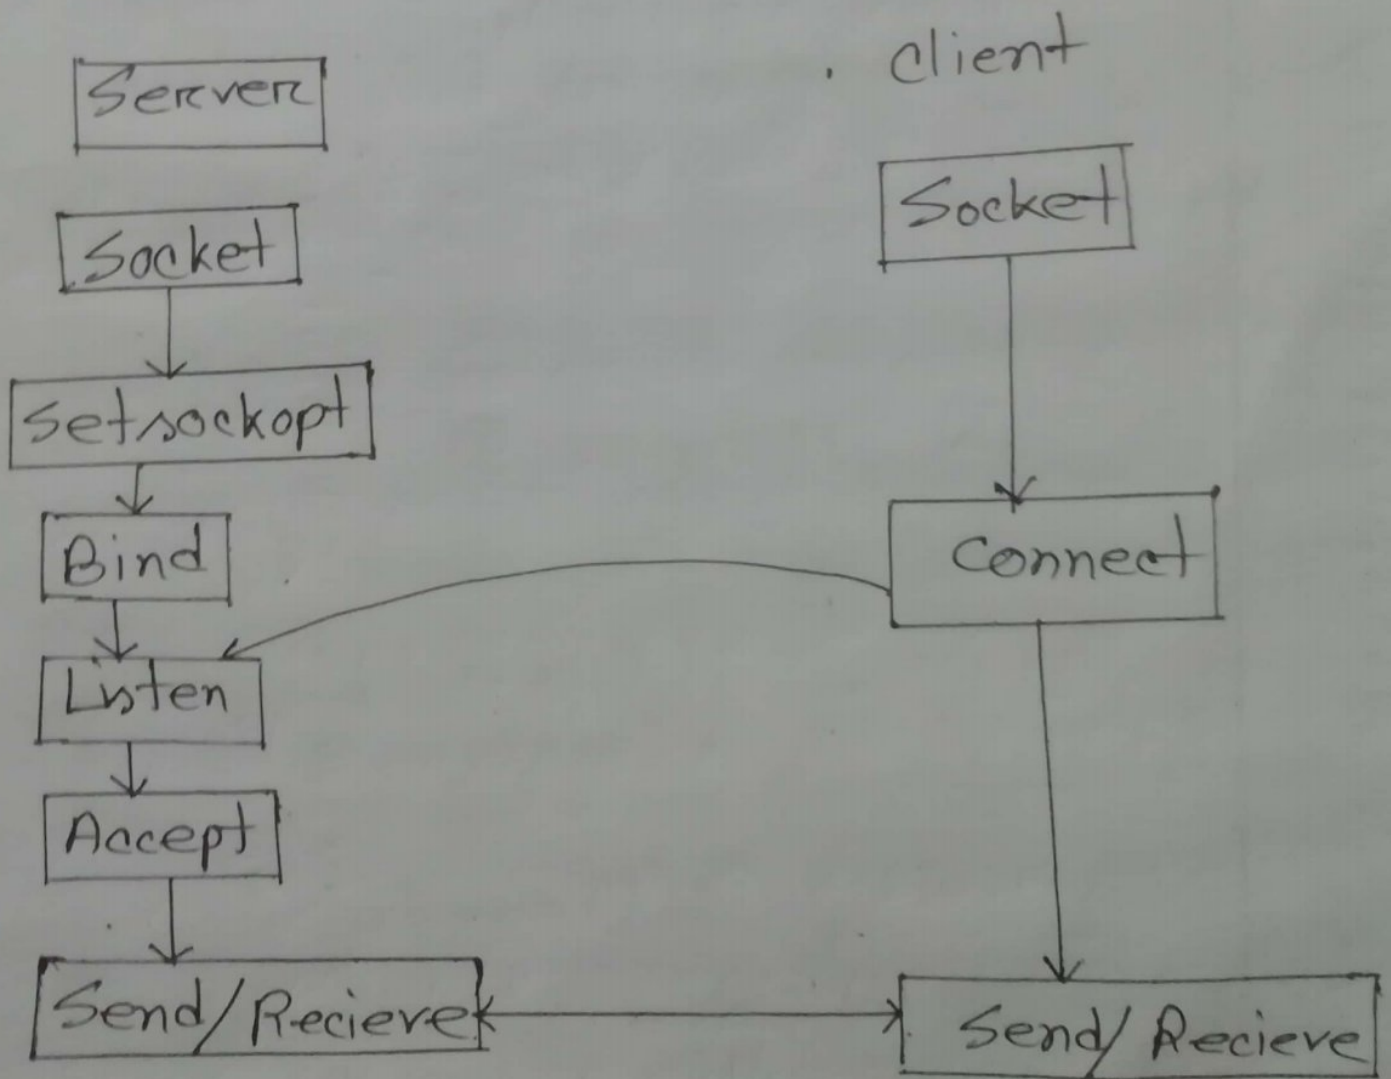 Server
Socket
Setsockopt
Bind
Listen
Accept
Send/Recieve
Client
Socket
Connect
Send/Recieve